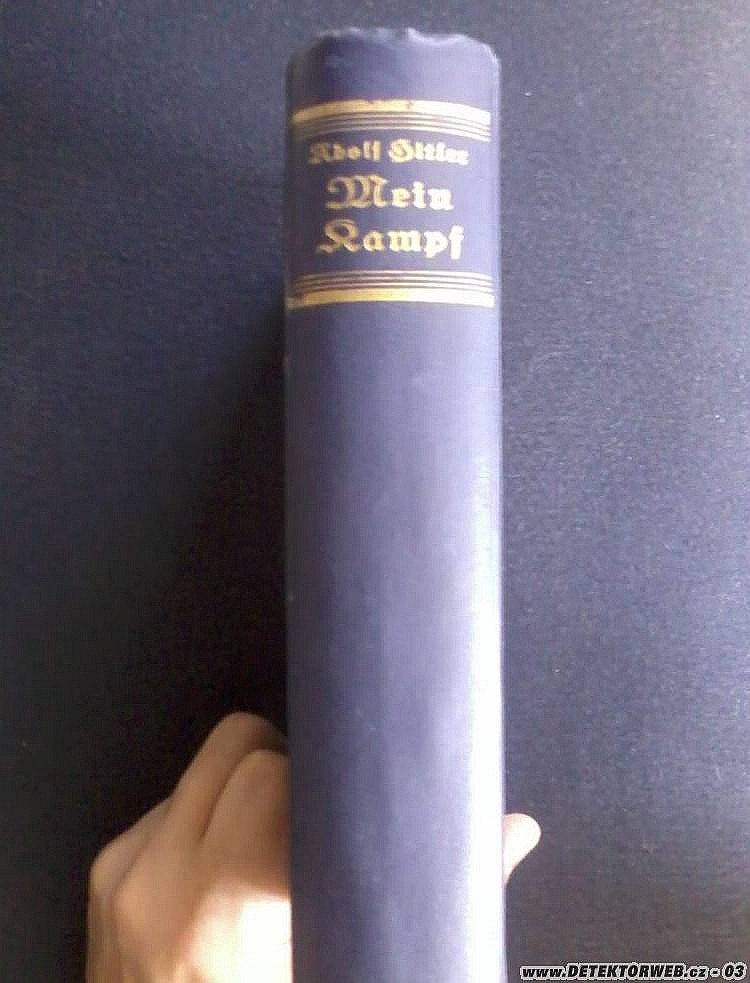 Adolf Hitler
Mein
Kampf
www.DETEKTORWEB.cz - 03